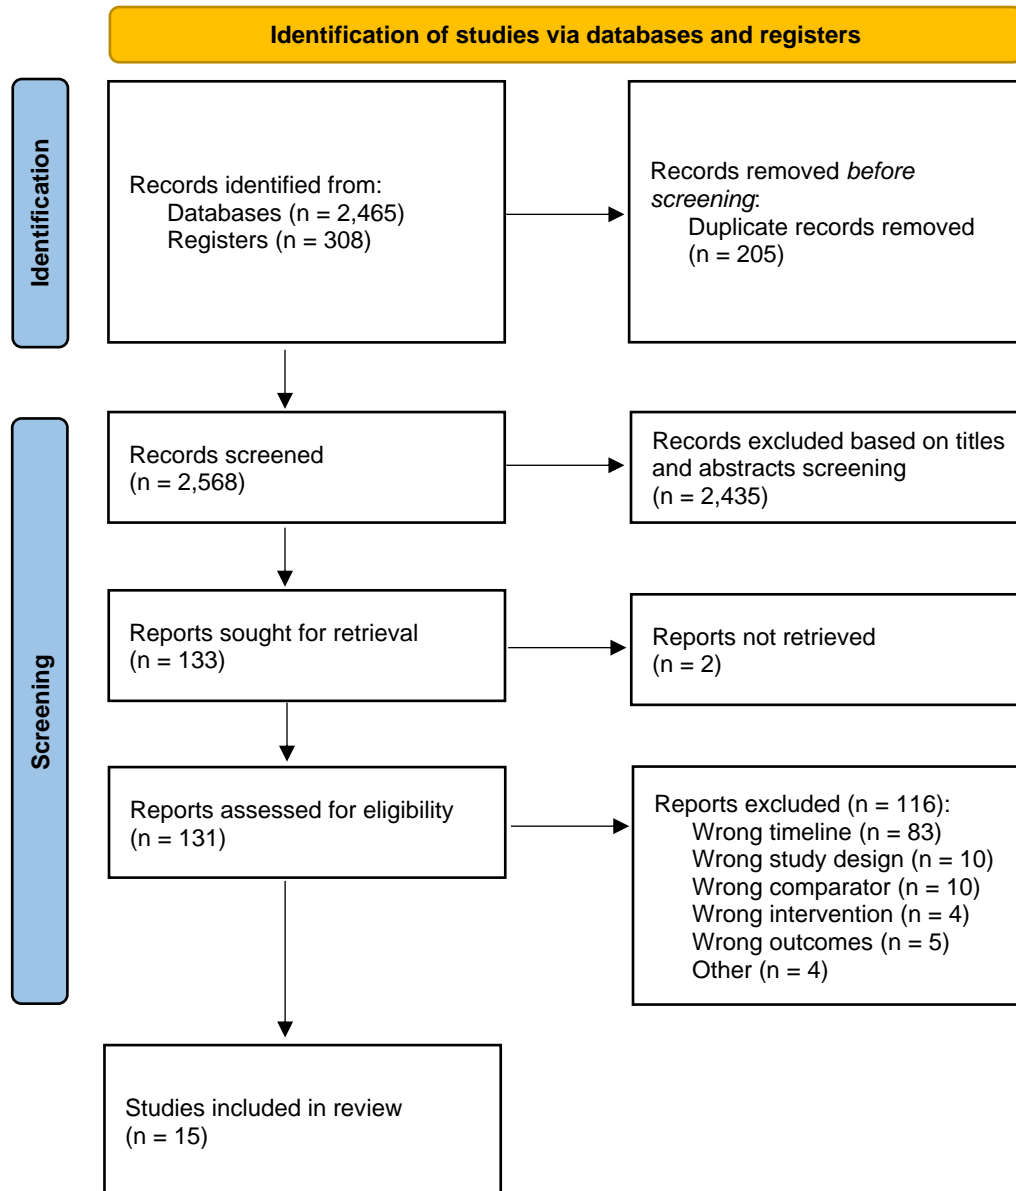 Identification of studies via databases and registers
Identification
Records identified from:
Databases (n = 2,465)
Registers (n = 308)
Records removed before
screening:
Duplicate records removed
(n = 205)
Screening
Records screened
(n = 2,568)
Records excluded based on titles
and abstracts screening
(n = 2,435)
Reports sought for retrieval
(n = 133)
Reports not retrieved
(n = 2)
Reports assessed for eligibility
(n = 131)
Reports excluded (n = 116):
Wrong timeline (n = 83)
Wrong study design (n = 10)
Wrong comparator (n = 10)
Wrong intervention (n = 4)
Wrong outcomes (n = 5)
Other (n = 4)
Studies included in review
(n = 15)